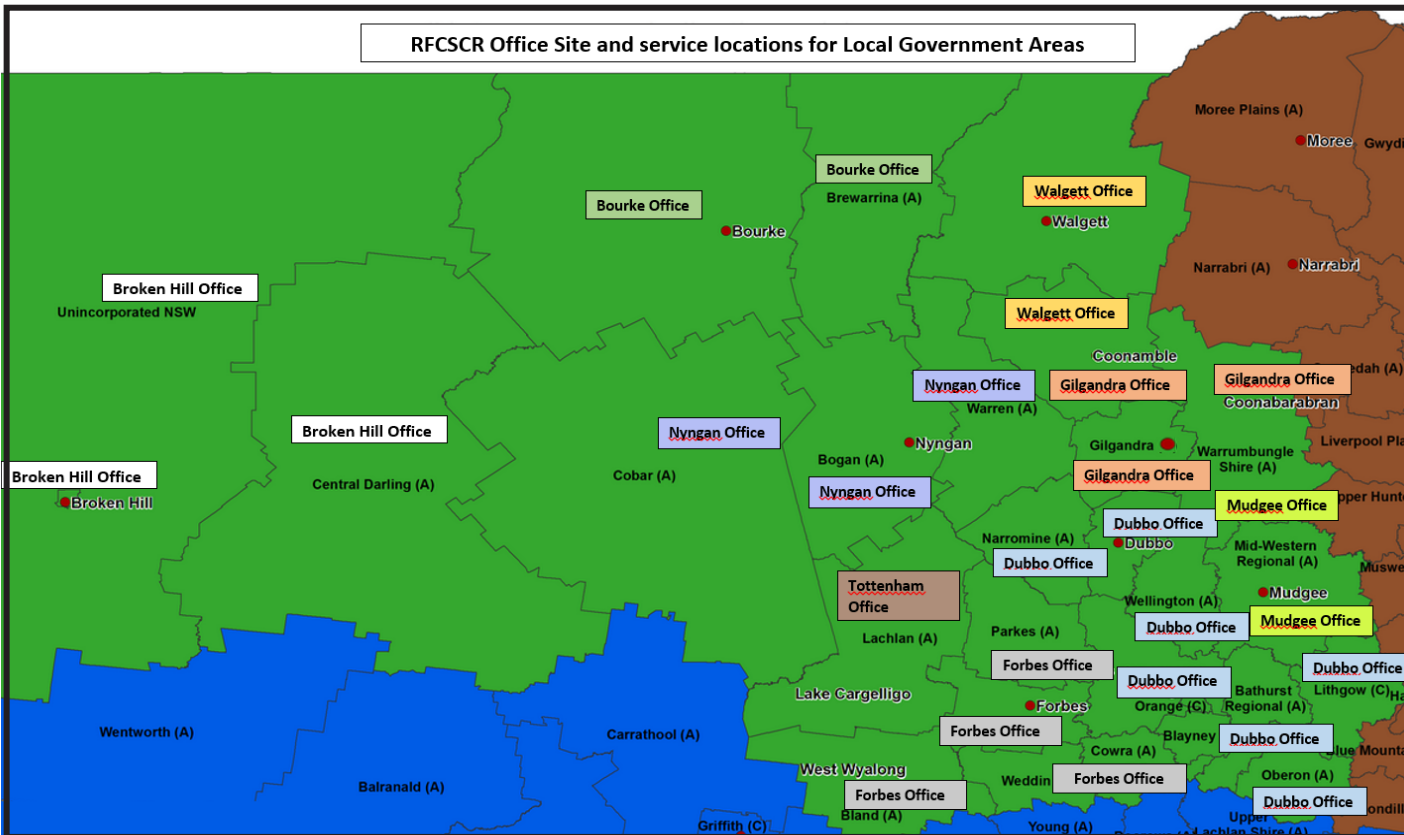 RFCSCR Office Site and service locations for Local Government Areas
Moree Plains (A)
Moree
Bourke Office
Brewarrina (A)
Walgett Office
Walgett
Bourke Office
Bourke
Narrabri (A)
Narrabri
Broken Hill Office
Unincorporated NSW
Walgett Office
Coonamble
Nyngan Office
Warren (A)
Gilgandra Office
Gilgandra Office
Coonabarabran
Nyngan Office
Cobar (A)
Broken Hill Office
Central Darling (A)
Broken Hill Office
Broken Hill
Nyngan
Bogan (A)
Nyngan Office
Gilgandra
Gilgandra Office
Warrumbungle
Shire (A)
Mudgee Office
Dubbo Office
Dubbo
Narromine (A)
Dubbo Office
Mid-Western
Regional (A)
Mudgee
Mudgee Office
Tottenham
Office
Lachlan (A)
Wellington (A)
Dubbo Office
Parkes (A)
Forbes Office
Dubbo Office
Orange (C)
Bathurst
Regional (A)
Dubbo Office
Lithgow (C)
Lake Cargelligo
Forbes
Forbes Office
Blayney
Dubbo Office
Cowra (A)
Forbes Office
Oberon (A)
Dubbo Office
West Wyalong
Forbes Office
Bland (A)
Wentworth (A)
Balranald (A)
Carrathool (A)
Griffith (C)
Young (A)
Upper
Lachlan Shire (A)